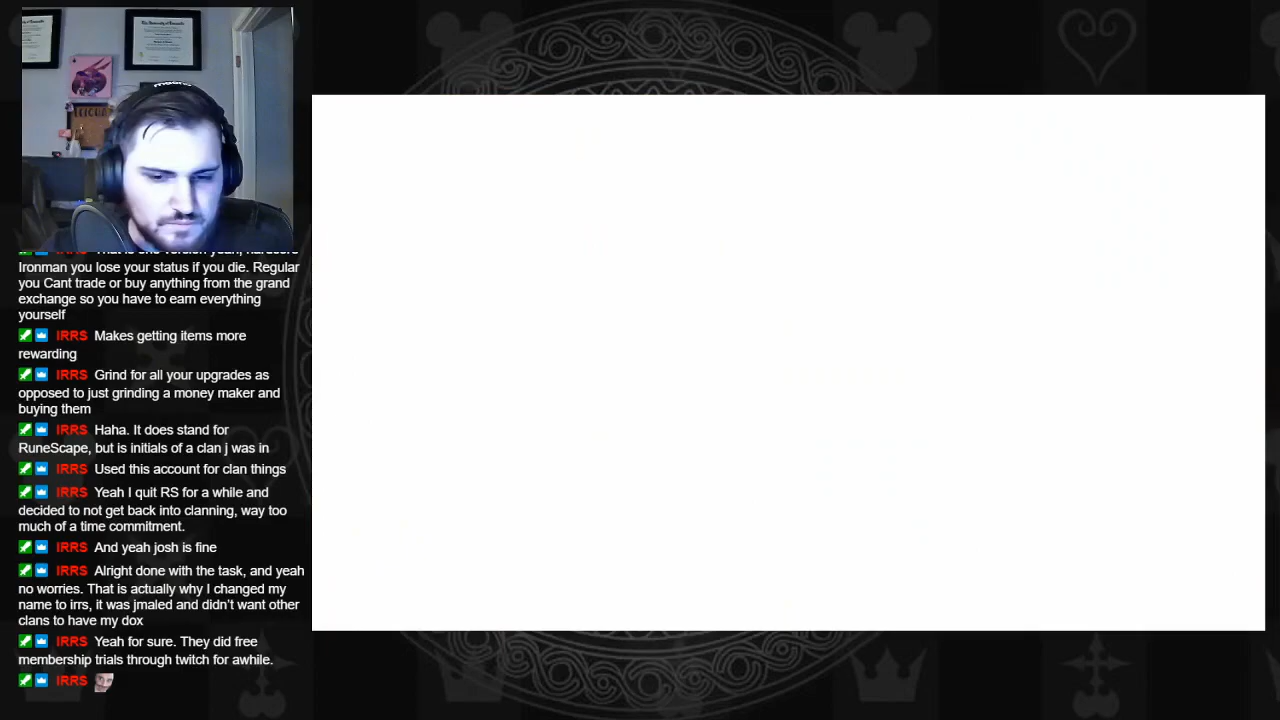 IRRS That is one version yeah, hardcore
Ironman you lose your status if you die. Regular
you Cant trade or buy anything from the grand
exchange so you have to earn everything
yourself
IRRS Makes getting items more
rewarding
IRRS Grind for all your upgrades as
opposed to just grinding a money maker and
buying them
IRRS Haha. It does stand for
RuneScape, but is initials of a clan j was in
IRRS Used this account for clan things
IRRS Yeah I quit RS for a while and
decided to not get back into clanning, way too
much of a time commitment.
IRRS And yeah josh is fine
IRRS Alright done with the task, and yeah
no worries. That is actually why I changed my
name to irrs, it was jmaled and didn't want other
clans to have my dox
IRRS Yeah for sure. They did free
membership trials through twitch for awhile.
IRRS